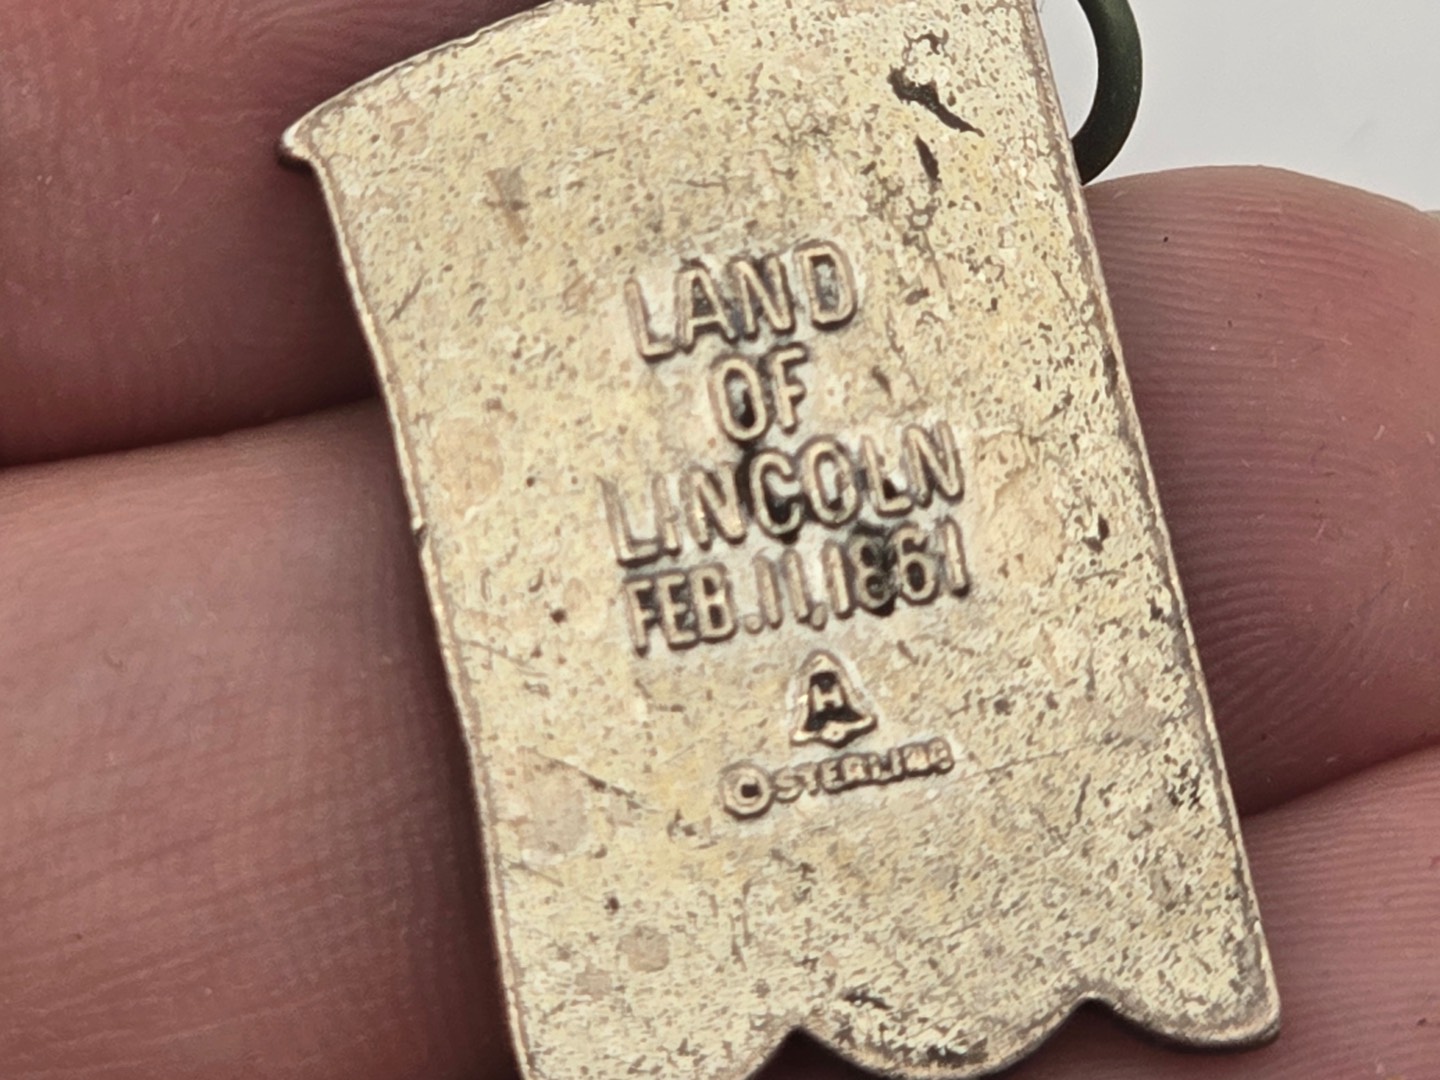 LAND
OF
LINCOLN
FEB. 11, 1861
H
© STERLING